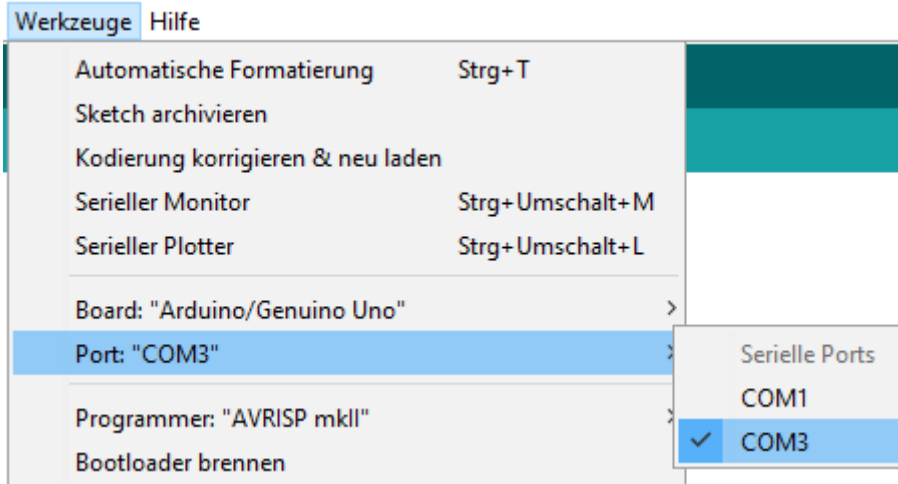 Werkzeuge Hilfe
Automatische Formatierung Strg+T
Sketch archivieren
Kodierung korrigieren & neu laden
Serieller Monitor Strg+Umschalt+M
Serieller Plotter Strg+Umschalt+L
Board: "Arduino/Genuino Uno"
Port: "COM3"
Serielle Ports
COM1
COM3
Programmer: "AVRISP mkII"
Bootloader brennen